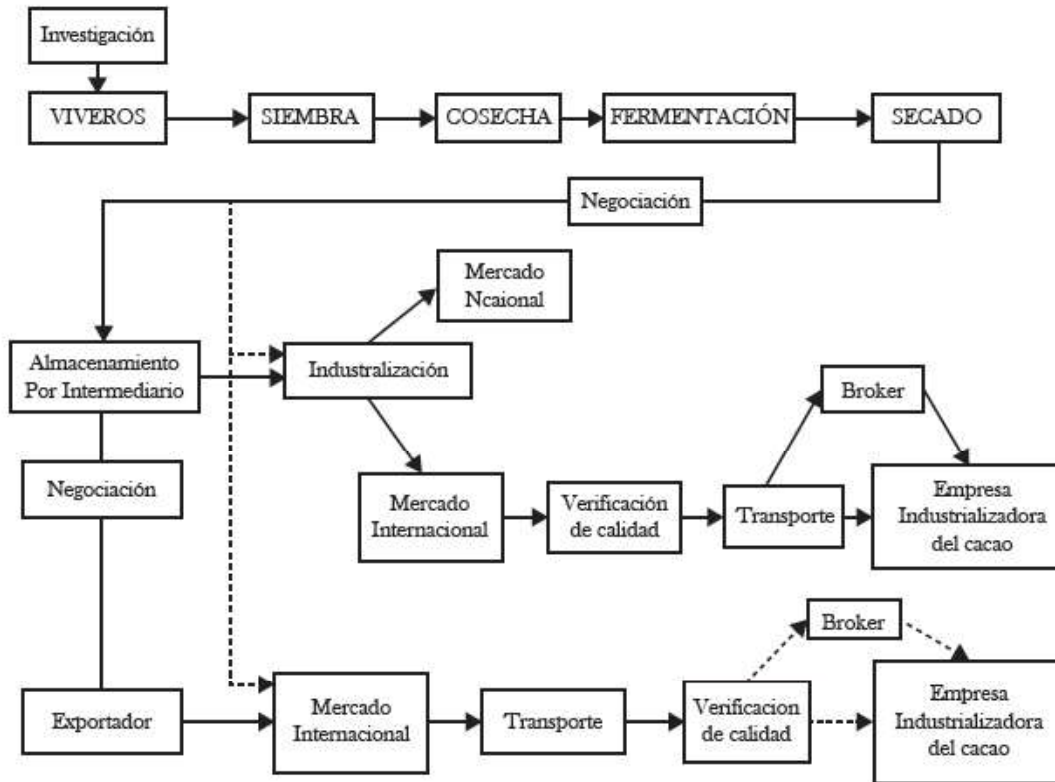 Investigación
VIVEROS
SIEMBRA
COSECHA
FERMENTACIÓN
SECADO
Negociación
Mercado
Ncaional
Almacenamiento
Por Intermediario
Industralización
Broker
Negociación
Mercado
Internacional
Verificación
de calidad
Transporte
Empresa
Industrializadora
del cacao
Broker
Exportador
Mercado
Internacional
Transporte
Verificacion
de calidad
Empresa
Industrializadora
del cacao